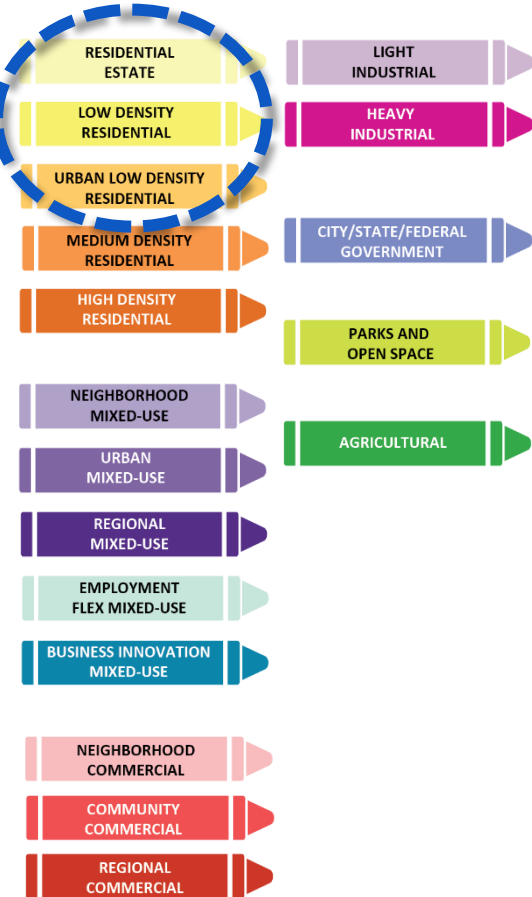 RESIDENTIAL
ESTATE
LOW DENSITY
RESIDENTIAL
URBAN LOW DENSITY
RESIDENTIAL
MEDIUM DENSITY
RESIDENTIAL
HIGH DENSITY
RESIDENTIAL
NEIGHBORHOOD
MIXED-USE
URBAN
MIXED-USE
REGIONAL
MIXED-USE
EMPLOYMENT
FLEX MIXED-USE
BUSINESS INNOVATION
MIXED-USE
NEIGHBORHOOD
COMMERCIAL
COMMUNITY
COMMERCIAL
REGIONAL
COMMERCIAL
LIGHT
INDUSTRIAL
HEAVY
INDUSTRIAL
CITY/STATE/FEDERAL
GOVERNMENT
PARKS AND
OPEN SPACE
AGRICULTURAL